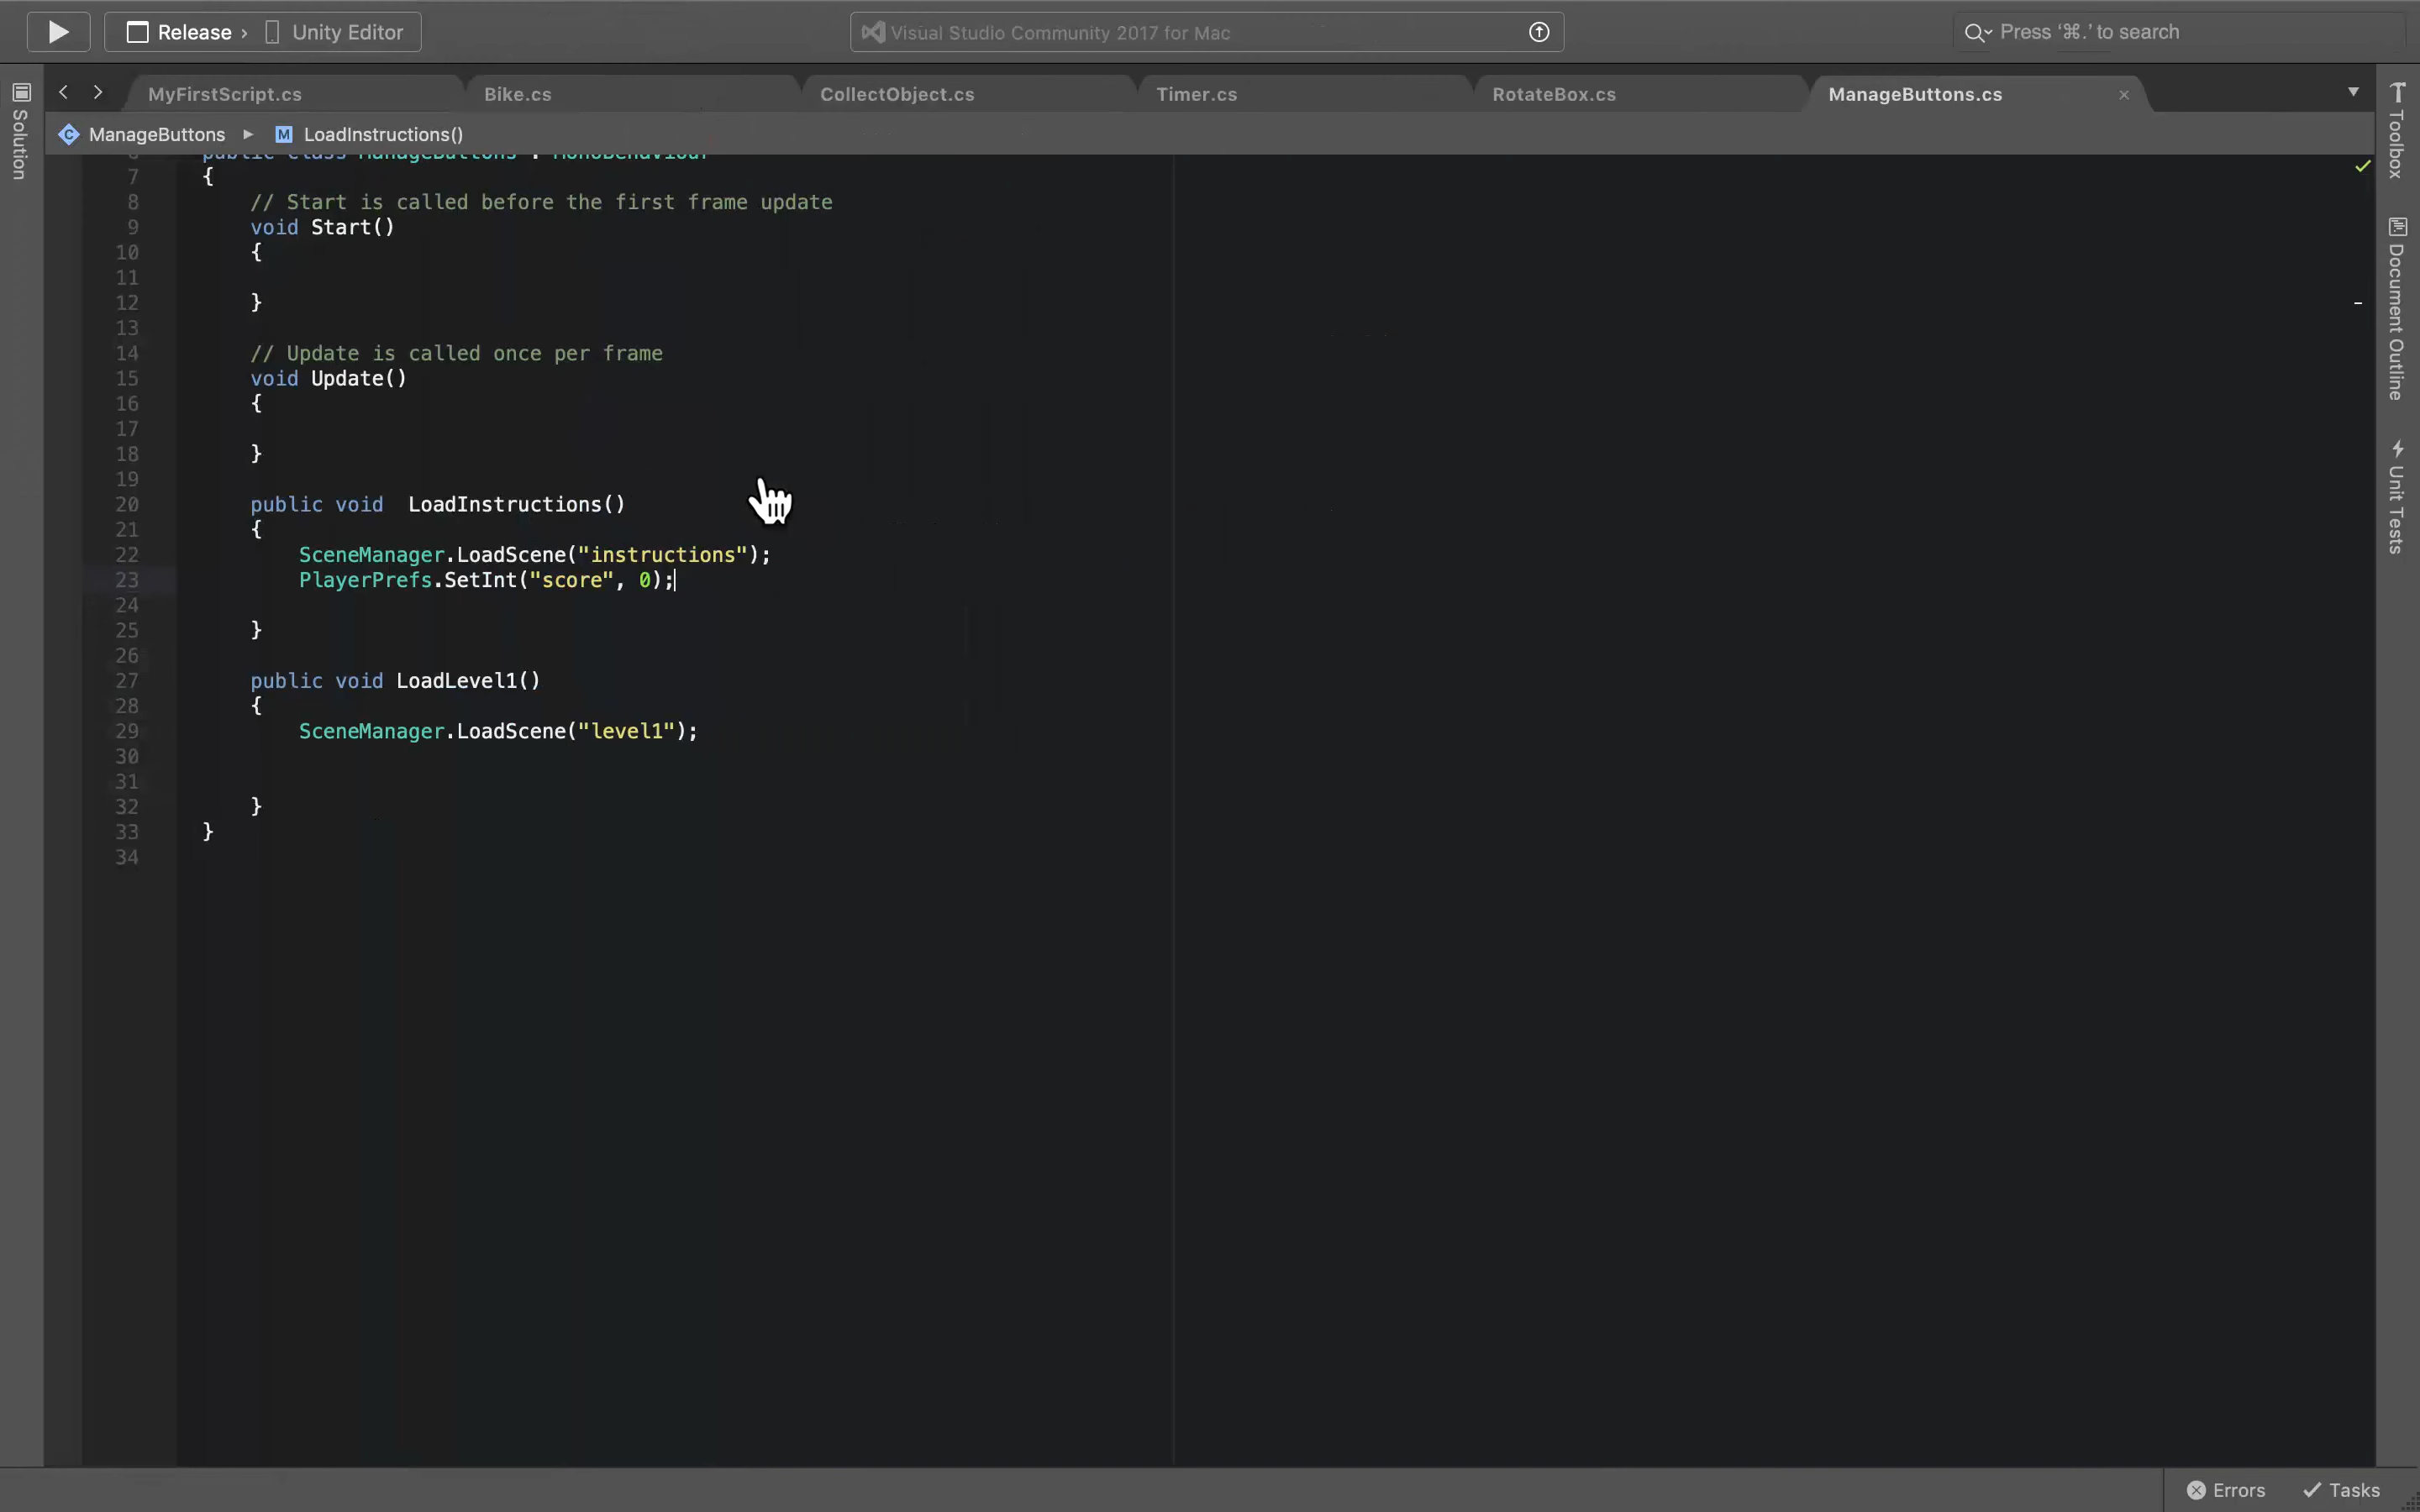 Release › Unity Editor
Visual Studio Community 2017 for Mac
Press '⌘.' to search
Solution
MyFirstScript.cs
Bike.cs
CollectObject.cs
Timer.cs
RotateBox.cs
ManageButtons.cs
ManageButtons ▸ M LoadInstructions()
6 public class ManageButtons : MonoBehaviour
7 {
8 // Start is called before the first frame update
9 void Start()
10 {
11
12 }
13
14 // Update is called once per frame
15 void Update()
16 {
17
18 }
19
20 public void  LoadInstructions()
21 {
22 SceneManager.LoadScene("instructions");
23 PlayerPrefs.SetInt("score", 0);
24
25 }
26
27 public void LoadLevel1()
28 {
29 SceneManager.LoadScene("level1");
30
31
32 }
33 }
34
Toolbox
Document Outline
Unit Tests
Errors
Tasks